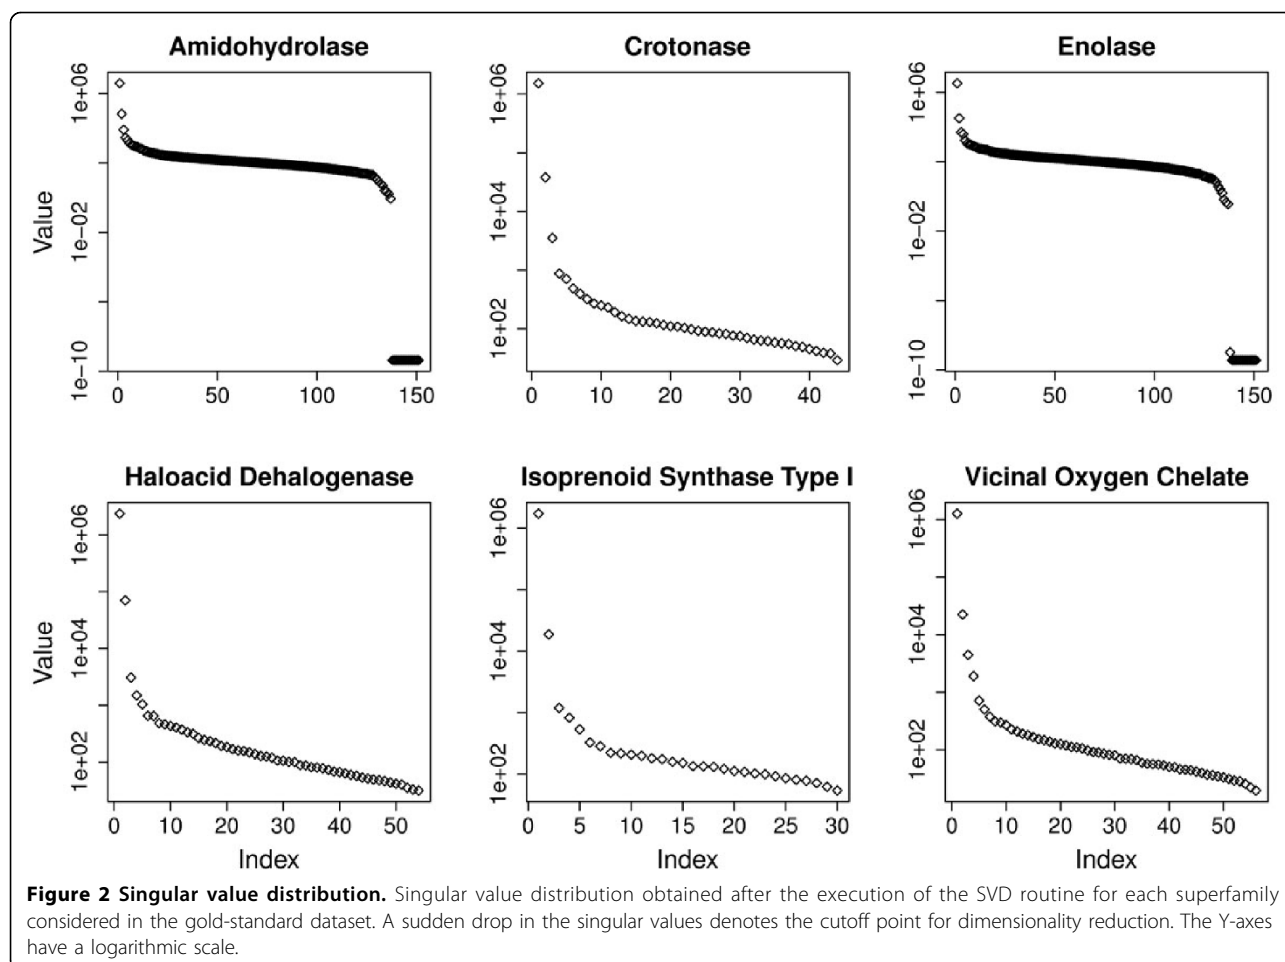 Amidohydrolase
Crotonase
Enolase
Value
1e+06
1e−02
1e−10
0 50 100 150
1e+06
1e+04
1e+02
0 10 20 30 40
1e+06
1e−02
1e−10
0 50 100 150
Haloacid Dehalogenase
Isoprenoid Synthase Type I
Vicinal Oxygen Chelate
Value
1e+06
1e+04
1e+02
0 10 20 30 40 50
Index
1e+06
1e+04
1e+02
0 5 10 15 20 25 30
Index
1e+06
1e+04
1e+02
0 10 20 30 40 50
Index
Figure 2 Singular value distribution. Singular value distribution obtained after the execution of the SVD routine for each superfamily
considered in the gold-standard dataset. A sudden drop in the singular values denotes the cutoff point for dimensionality reduction. The Y-axes
have a logarithmic scale.